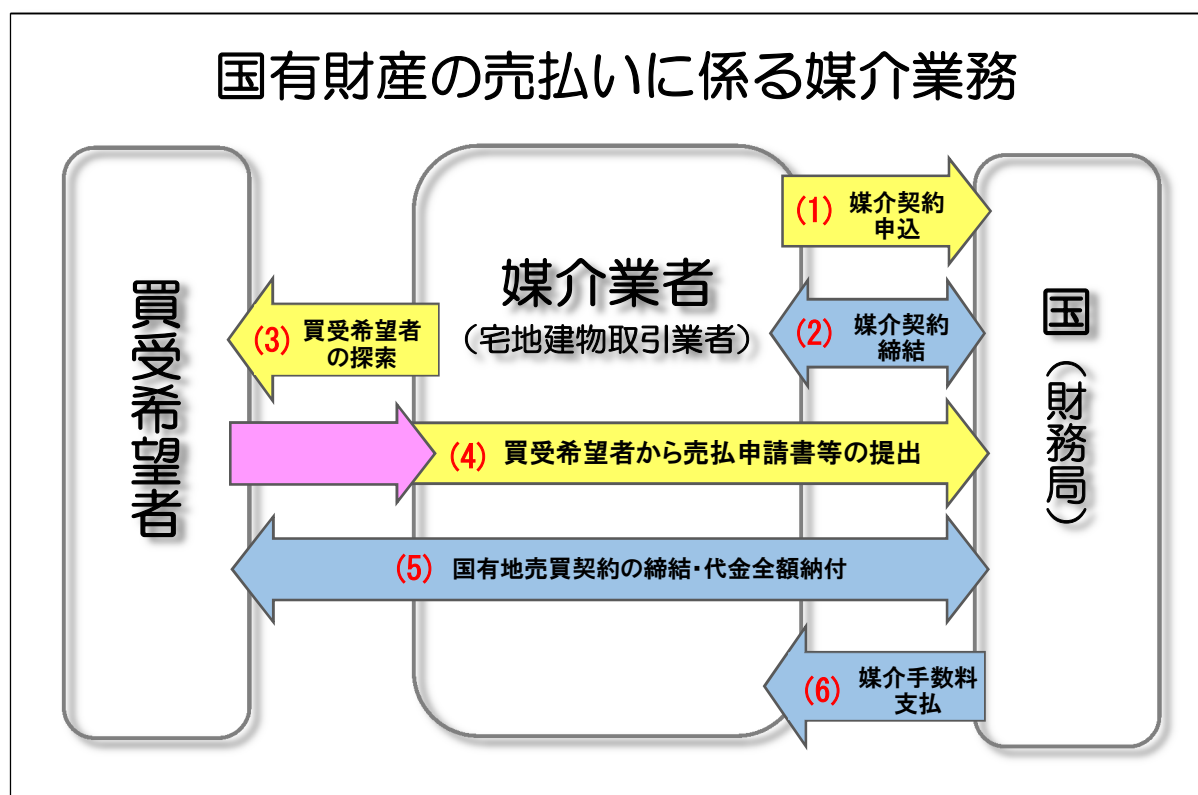 国有財産の売払いに係る媒介業務
買受希望者
媒介業者
（宅地建物取引業者）
国（財務局）
(1) 媒介契約
申込
(2) 媒介契約
締結
(3) 買受希望者
の探索
(4) 買受希望者から売払申請書等の提出
(5) 国有地売買契約の締結・代金全額納付
(6) 媒介手数料
支払